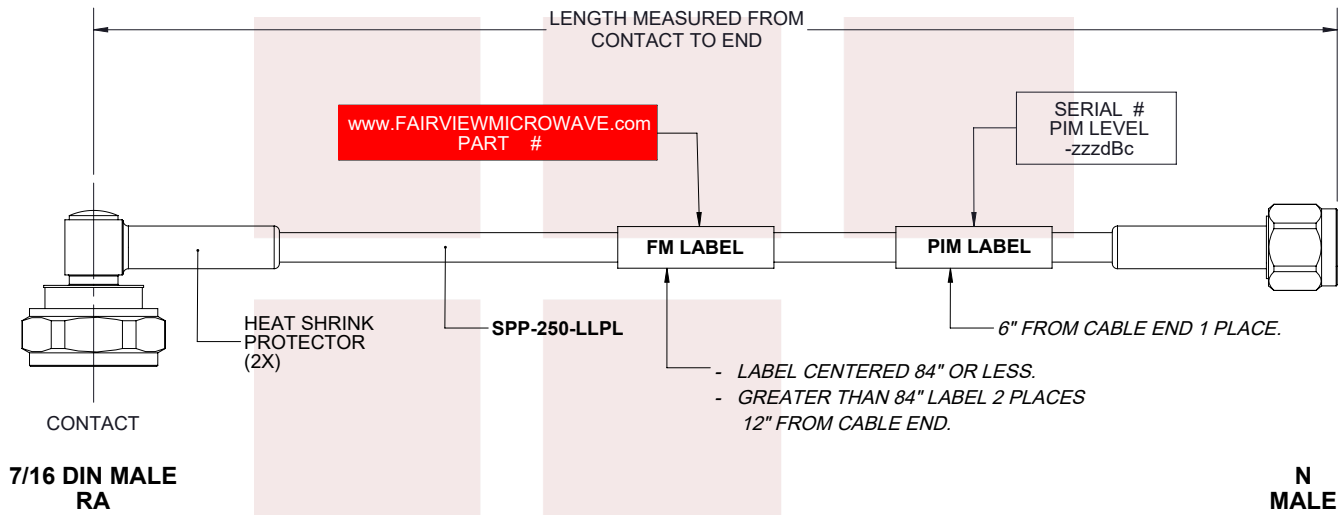 LENGTH MEASURED FROM
CONTACT TO END
www.FAIRVIEWMICROWAVE.com
PART #
SERIAL #
PIM LEVEL
-zzzdBc
FM LABEL
PIM LABEL
HEAT SHRINK
PROTECTOR
(2X)
SPP-250-LLPL
6" FROM CABLE END 1 PLACE.
- LABEL CENTERED 84" OR LESS.
- GREATER THAN 84" LABEL 2 PLACES
12" FROM CABLE END.
CONTACT
7/16 DIN MALE
RA
N
MALE